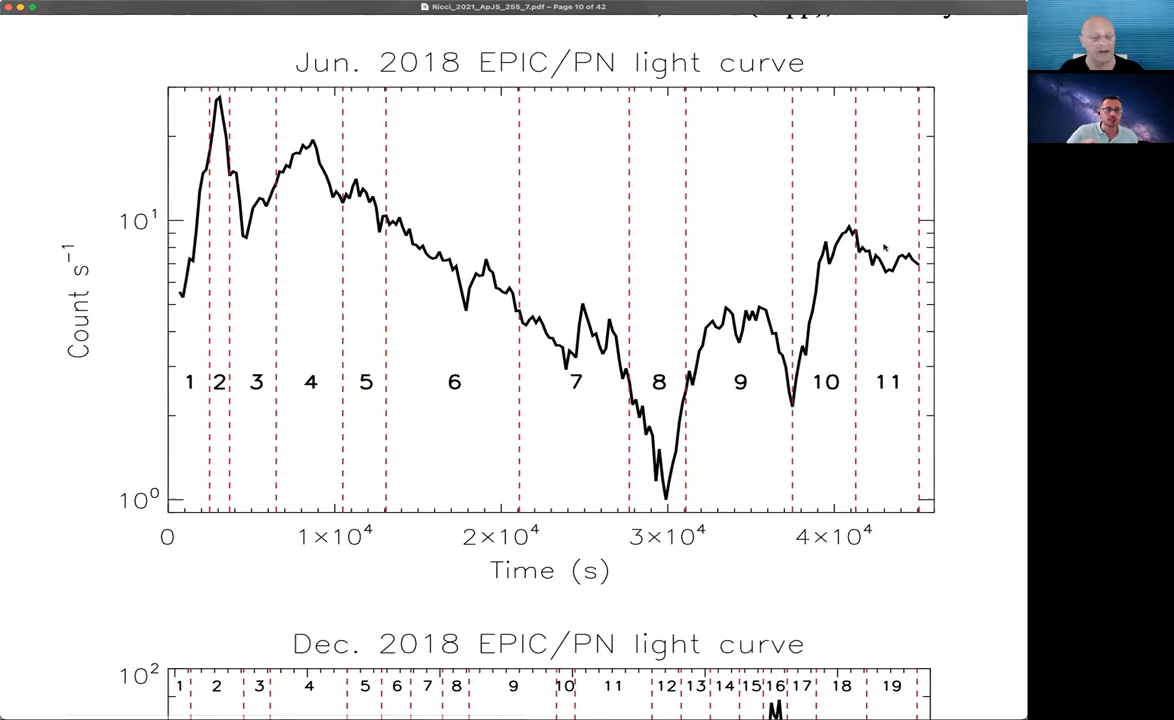 Ricci_2021_ApJS_255_7.pdf – Page 10 of 42
Jun. 2018 EPIC/PN light curve
10¹
10⁰
Count s⁻¹
1 2 3 4 5 6 7 8 9 10 11
0 1×10⁴ 2×10⁴ 3×10⁴ 4×10⁴
Time (s)
Dec. 2018 EPIC/PN light curve
10²
1 2 3 4 5 6 7 8 9 10 11 12 13 14 15 16 17 18 19